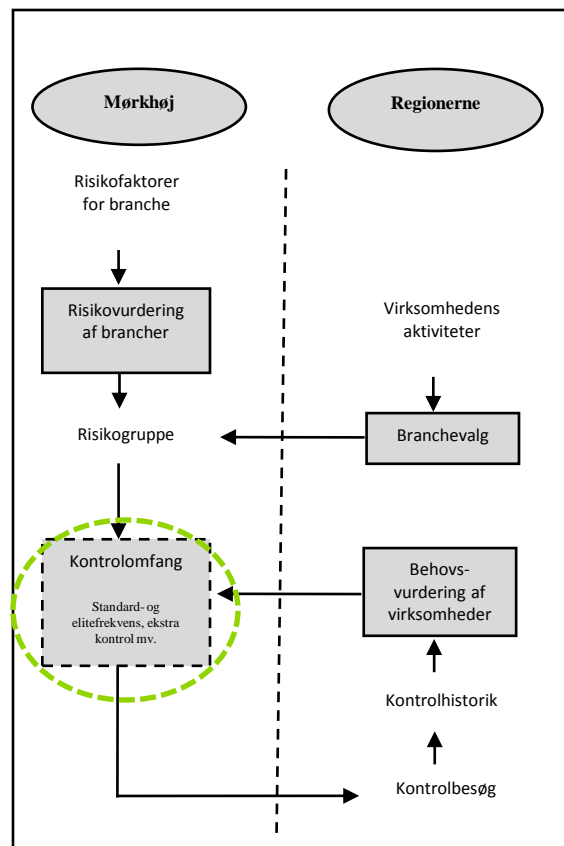 Mørkhøj
Regionerne
Risikofaktorer
for branche
Risikovurdering
af brancher
Virksomhedens
aktiviteter
Risikogruppe
Branchevalg
Kontrolomfang
Standard- og
elitefrekvens, ekstra
kontrol mv.
Behovs-
vurdering af
virksomheder
Kontrolhistorik
Kontrolbesøg